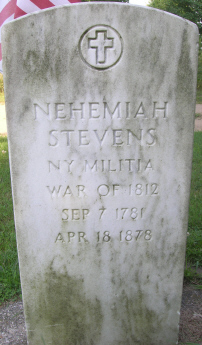 NEHEMIAH
STEVENS
NY MILITIA
WAR OF 1812
SEP 7 1781
APR 18 1878